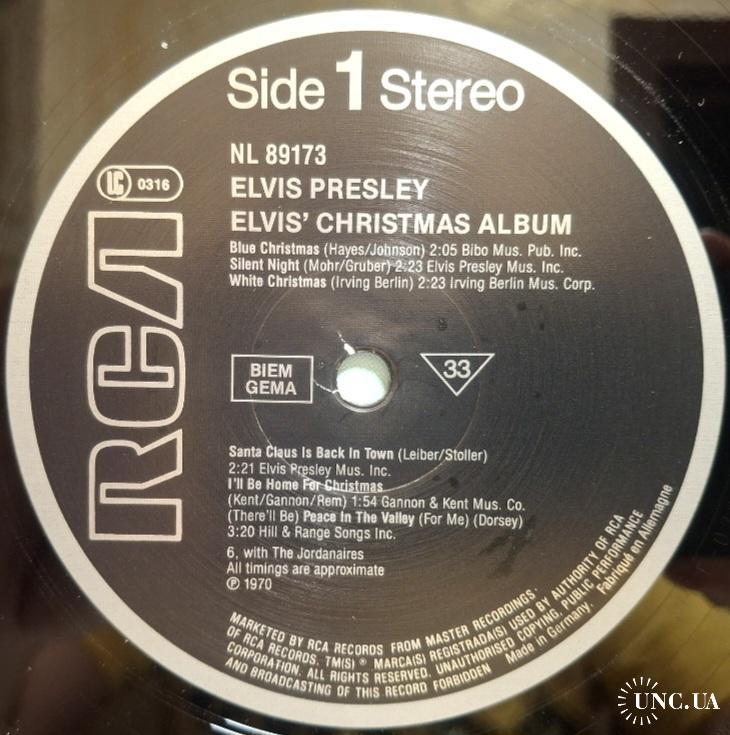 Side 1 Stereo
NL 89173
LC 0316
ELVIS PRESLEY
ELVIS' CHRISTMAS ALBUM
Blue Christmas (Hayes/Johnson) 2:05 Bibo Mus. Pub. Inc.
Silent Night (Mohr/Gruber) 2:23 Elvis Presley Mus. Inc.
White Christmas (Irving Berlin) 2:23 Irving Berlin Mus. Corp.
RCA
BIEM
GEMA
33
Santa Claus Is Back In Town (Leiber/Stoller)
2:21 Elvis Presley Mus. Inc.
I'll Be Home For Christmas
(Kent/Gannon/Rem) 1:54 Gannon & Kent Mus. Co.
(There'll Be) Peace In The Valley (For Me) (Dorsey)
3:20 Hill & Range Songs Inc.
6, with The Jordanaires
All timings are approximate
℗ 1970
MARKETED BY RCA RECORDS FROM MASTER RECORDINGS.
OF RCA RECORDS. TM(S) ® MARCA(S) REGISTRADA(S) USED BY AUTHORITY OF RCA
CORPORATION. ALL RIGHTS RESERVED. UNAUTHORISED COPYING, PUBLIC PERFORMANCE
AND BROADCASTING OF THIS RECORD FORBIDDEN Made in Germany. Fabriqué en Allemagne
UNC.UA